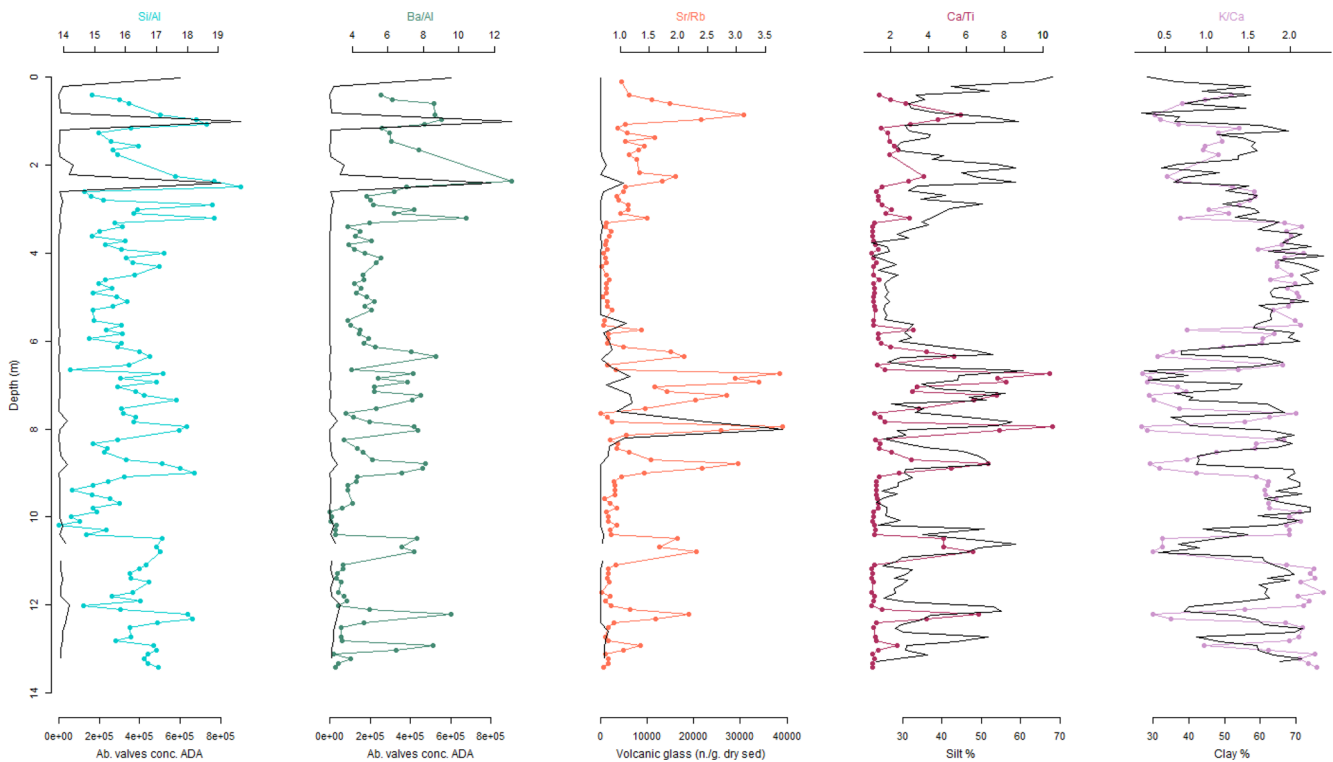 Si/Al Ba/Al Sr/Rb Ca/Ti K/Ca
14 15 16 17 18 19 4 6 8 10 12 1.0 1.5 2.0 2.5 3.0 3.5 2 4 6 8 10 0.5 1.0 1.5 2.0
0
2
4
6
Depth (m)
8
10
12
14
0e+00 2e+05 4e+05 6e+05 8e+05 0e+00 2e+05 4e+05 6e+05 8e+05 0 10000 20000 30000 40000 30 40 50 60 70 30 40 50 60 70
Ab. valves conc. ADA Ab. valves conc. ADA Volcanic glass (n./g. dry sed) Silt % Clay %